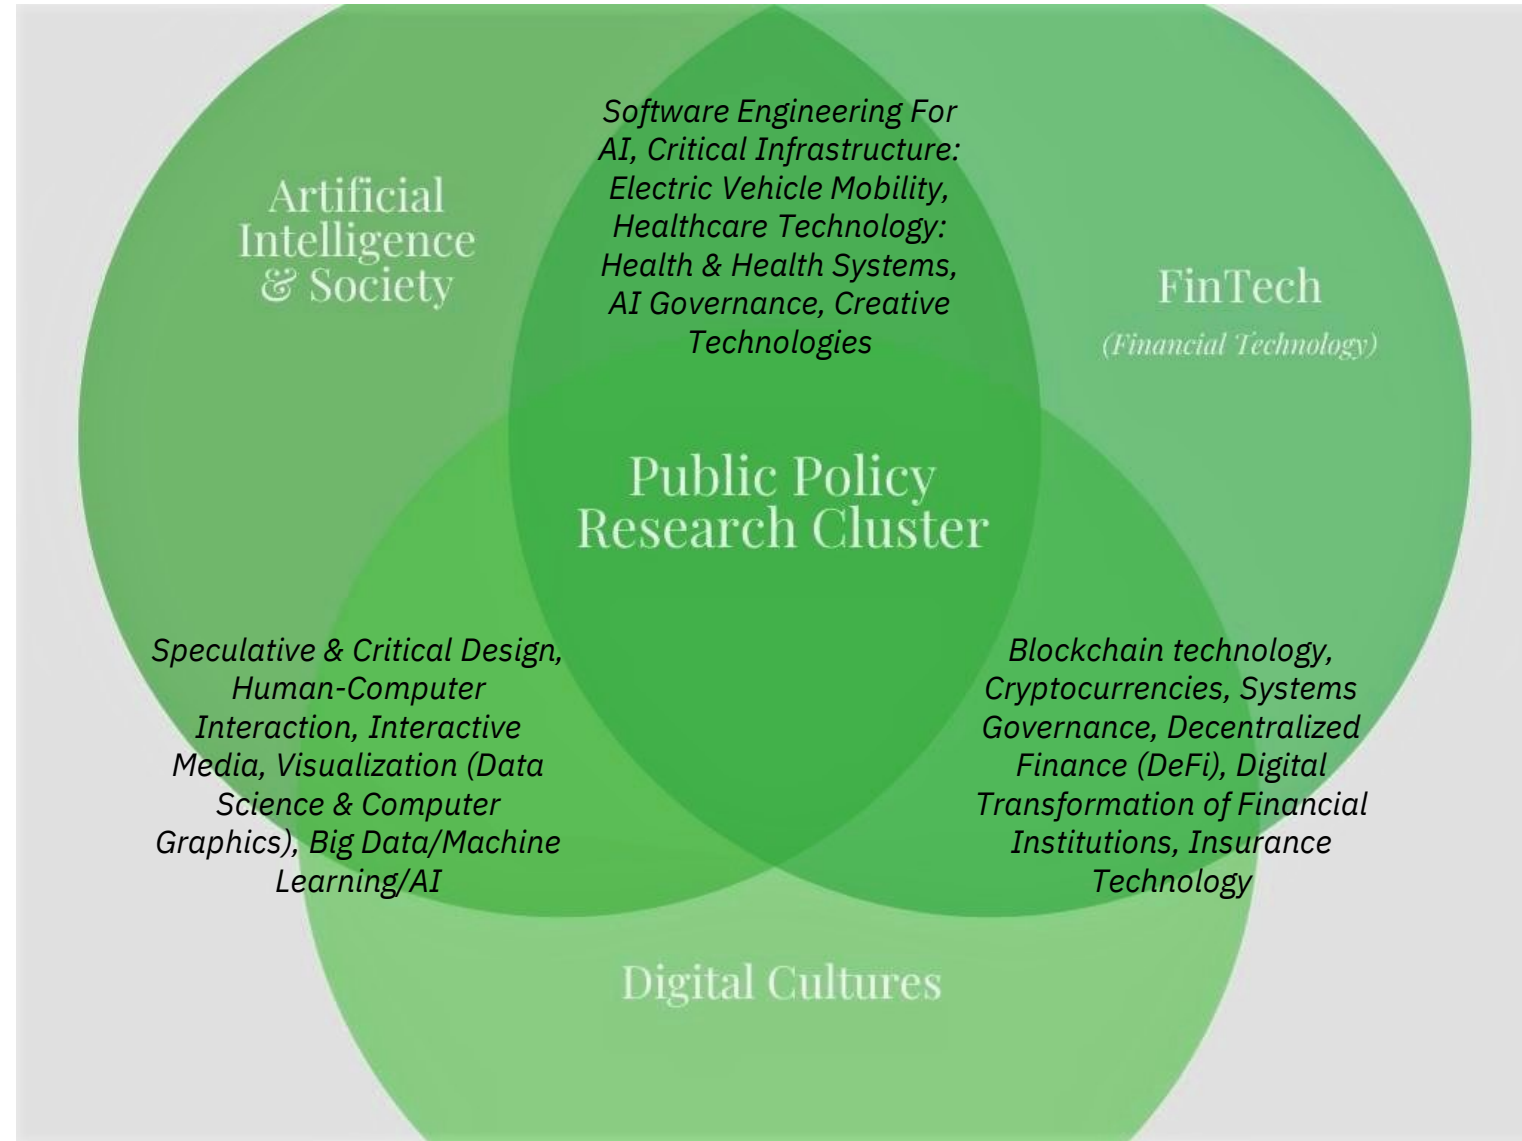 Software Engineering For
AI, Critical Infrastructure:
Electric Vehicle Mobility,
Healthcare Technology:
Health & Health Systems,
AI Governance, Creative
Technologies
Artificial
Intelligence
& Society
FinTech
(Financial Technology)
Public Policy
Research Cluster
Speculative & Critical Design,
Human-Computer
Interaction, Interactive
Media, Visualization (Data
Science & Computer
Graphics), Big Data/Machine
Learning/AI
Blockchain technology,
Cryptocurrencies, Systems
Governance, Decentralized
Finance (DeFi), Digital
Transformation of Financial
Institutions, Insurance
Technology
Digital Cultures